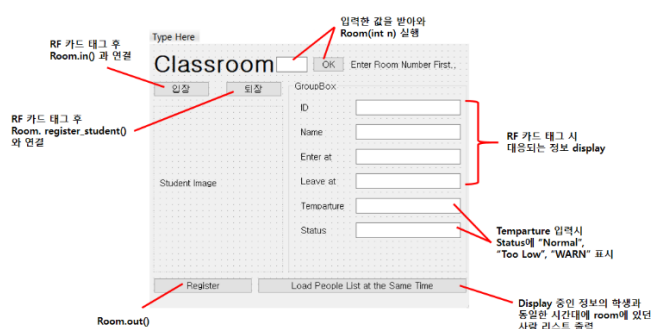 입력한 값을 받아와
Room(int n) 실행
RF 카드 태그 후
Room.in() 과 연결
Type Here
Classroom
OK
Enter Room Number First..
입장
퇴장
GroupBox
RF 카드 태그 후
Room. register_student()
와 연결
ID
Name
Enter at
Leave at
Temparture
Status
RF 카드 태그 시
대응되는 정보 display
Student Image
Temparture 입력시
Status에 "Normal",
"Too Low", "WARN" 표시
Register
Load People List at the Same Time
Room.out()
Display 중인 정보의 학생과
동일한 시간대에 room에 있던
사람 리스트 출력